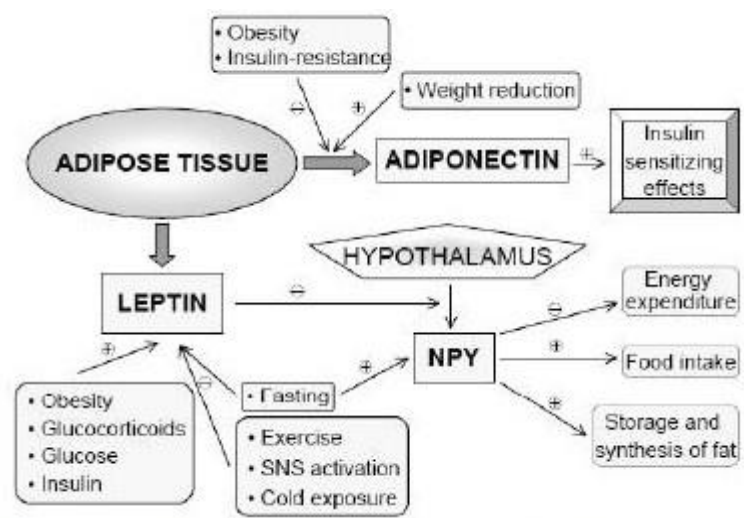 • Obesity
• Insulin-resistance
⊖
⊕
• Weight reduction
ADIPOSE TISSUE
ADIPONECTIN
⊕
Insulin
sensitizing
effects
HYPOTHALAMUS
LEPTIN
⊖
⊖
Energy
expenditure
NPY
⊕
Food intake
⊕
⊖
• Fasting
⊕
⊕
Storage and
synthesis of fat
• Obesity
• Glucocorticoids
• Glucose
• Insulin
• Exercise
• SNS activation
• Cold exposure